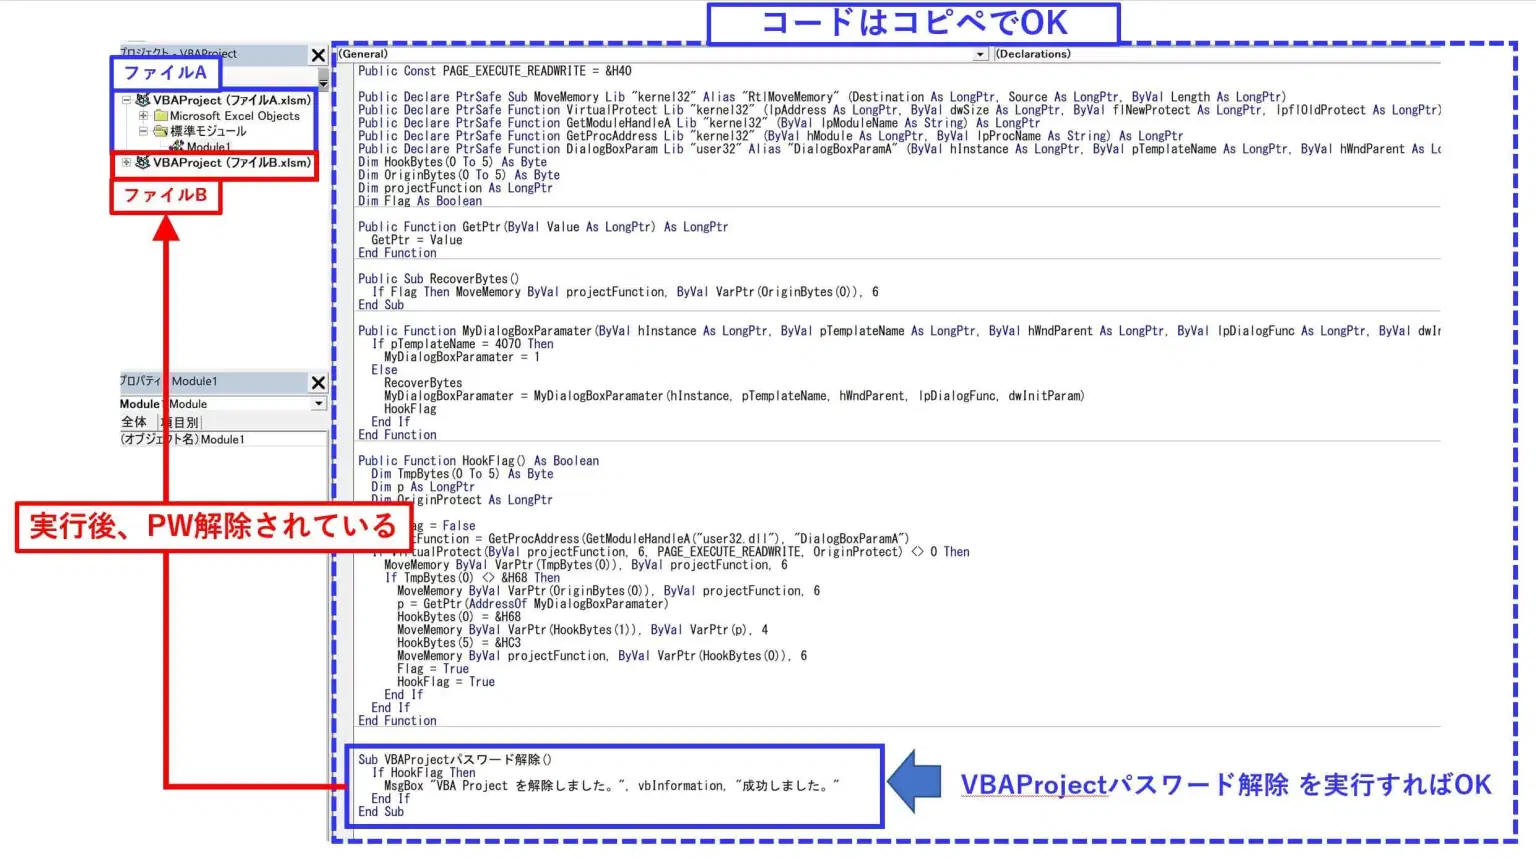 コードはコピペでOK
プロジェクト - VBAProject
ファイルA
VBAProject (ファイルA.xlsm)
Microsoft Excel Objects
標準モジュール
Module1
VBAProject (ファイルB.xlsm)
ファイルB
プロパティ Module1
Module Module
全体 項目別
(オブジェクト名) Module1
実行後、PW解除されている
(General)
(Declarations)
Public Const PAGE_EXECUTE_READWRITE = &H40
Public Declare PtrSafe Sub MoveMemory Lib "kernel32" Alias "RtlMoveMemory" (Destination As LongPtr, Source As LongPtr, ByVal Length As LongPtr)
Public Declare PtrSafe Function VirtualProtect Lib "kernel32" (lpAddress As LongPtr, ByVal dwSize As LongPtr, ByVal flNewProtect As LongPtr, lpflOldProtect As LongPtr)
Public Declare PtrSafe Function GetModuleHandleA Lib "kernel32" (ByVal lpModuleName As String) As LongPtr
Public Declare PtrSafe Function GetProcAddress Lib "kernel32" (ByVal hModule As LongPtr, ByVal lpProcName As String) As LongPtr
Public Declare PtrSafe Function DialogBoxParam Lib "user32" Alias "DialogBoxParamA" (ByVal hInstance As LongPtr, ByVal pTemplateName As LongPtr, ByVal hWndParent As Lc
Dim HookBytes(0 To 5) As Byte
Dim OriginBytes(0 To 5) As Byte
Dim projectFunction As LongPtr
Dim Flag As Boolean
Public Function GetPtr(ByVal Value As LongPtr) As LongPtr
GetPtr = Value
End Function
Public Sub RecoverBytes()
If Flag Then MoveMemory ByVal projectFunction, ByVal VarPtr(OriginBytes(0)), 6
End Sub
Public Function MyDialogBoxParamater(ByVal hInstance As LongPtr, ByVal pTemplateName As LongPtr, ByVal hWndParent As LongPtr, ByVal lpDialogFunc As LongPtr, ByVal dwIn
If pTemplateName = 4070 Then
MyDialogBoxParamater = 1
Else
RecoverBytes
MyDialogBoxParamater = MyDialogBoxParamater(hInstance, pTemplateName, hWndParent, lpDialogFunc, dwInitParam)
HookFlag
End If
End Function
Public Function HookFlag() As Boolean
Dim TmpBytes(0 To 5) As Byte
Dim p As LongPtr
Dim OriginProtect As LongPtr
ag = False
tFunction = GetProcAddress(GetModuleHandleA("user32.dll"), "DialogBoxParamA")
If VirtualProtect(ByVal projectFunction, 6, PAGE_EXECUTE_READWRITE, OriginProtect) <> 0 Then
MoveMemory ByVal VarPtr(TmpBytes(0)), ByVal projectFunction, 6
If TmpBytes(0) <> &H68 Then
MoveMemory ByVal VarPtr(OriginBytes(0)), ByVal projectFunction, 6
p = GetPtr(AddressOf MyDialogBoxParamater)
HookBytes(0) = &H68
MoveMemory ByVal VarPtr(HookBytes(1)), ByVal VarPtr(p), 4
HookBytes(5) = &HC3
MoveMemory ByVal projectFunction, ByVal VarPtr(HookBytes(0)), 6
Flag = True
HookFlag = True
End If
End If
End Function
Sub VBAProjectパスワード解除()
If HookFlag Then
MsgBox "VBA Project を解除しました。", vbInformation, "成功しました。"
End If
End Sub
VBAProjectパスワード解除 を実行すればOK